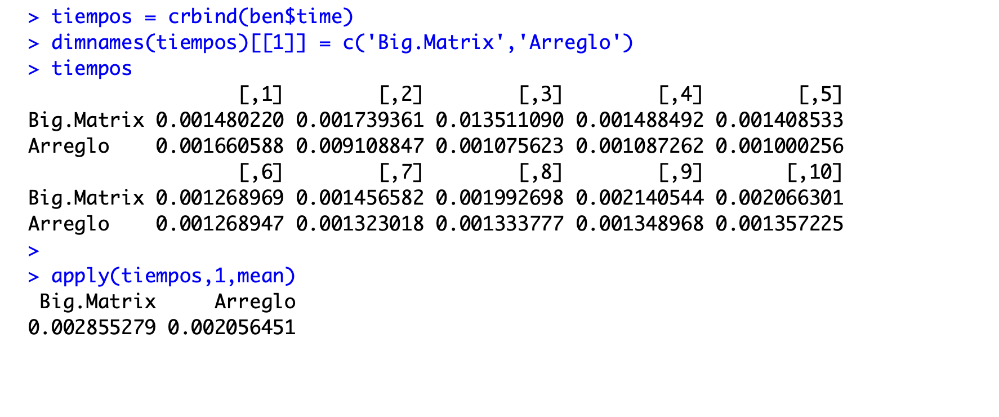 > tiempos = crbind(ben$time)
> dimnames(tiempos)[[1]] = c('Big.Matrix','Arreglo')
> tiempos
                  [,1]        [,2]        [,3]        [,4]        [,5]
Big.Matrix 0.001480220 0.001739361 0.013511090 0.001488492 0.001408533
Arreglo    0.001660588 0.009108847 0.001075623 0.001087262 0.001000256
                  [,6]        [,7]        [,8]        [,9]       [,10]
Big.Matrix 0.001268969 0.001456582 0.001992698 0.002140544 0.002066301
Arreglo    0.001268947 0.001323018 0.001333777 0.001348968 0.001357225
>
> apply(tiempos,1,mean)
 Big.Matrix     Arreglo
0.002855279 0.002056451